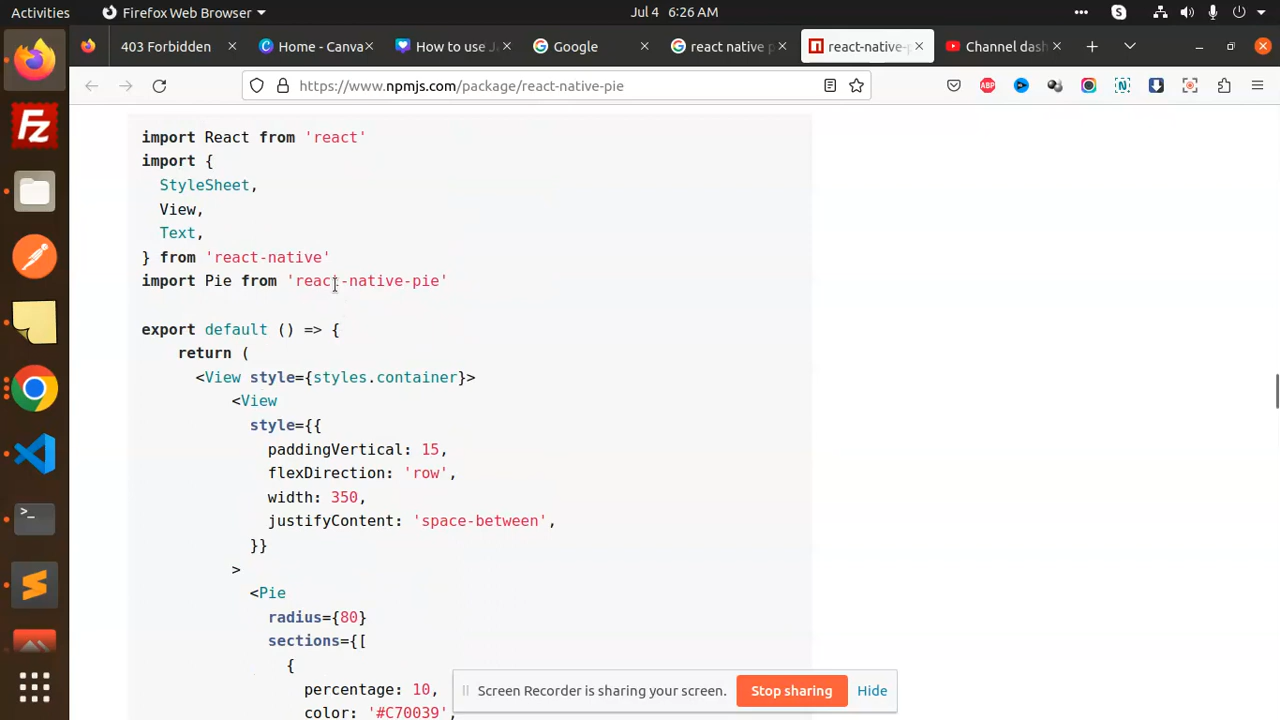 Activities
Firefox Web Browser
Jul 4 6:26 AM
403 Forbidden
Home - Canva
How to use J
Google
react native p
react-native-p
Channel dash
https://www.npmjs.com/package/react-native-pie
ABP
N
import React from 'react'
import {
StyleSheet,
View,
Text,
} from 'react-native'
import Pie from 'react-native-pie'
export default () => {
return (
<View style={styles.container}>
<View
style={{
paddingVertical: 15,
flexDirection: 'row',
width: 350,
justifyContent: 'space-between',
}}
>
<Pie
radius={80}
sections={[
{
percentage: 10,
color: '#C70039',
Screen Recorder is sharing your screen.
Stop sharing
Hide